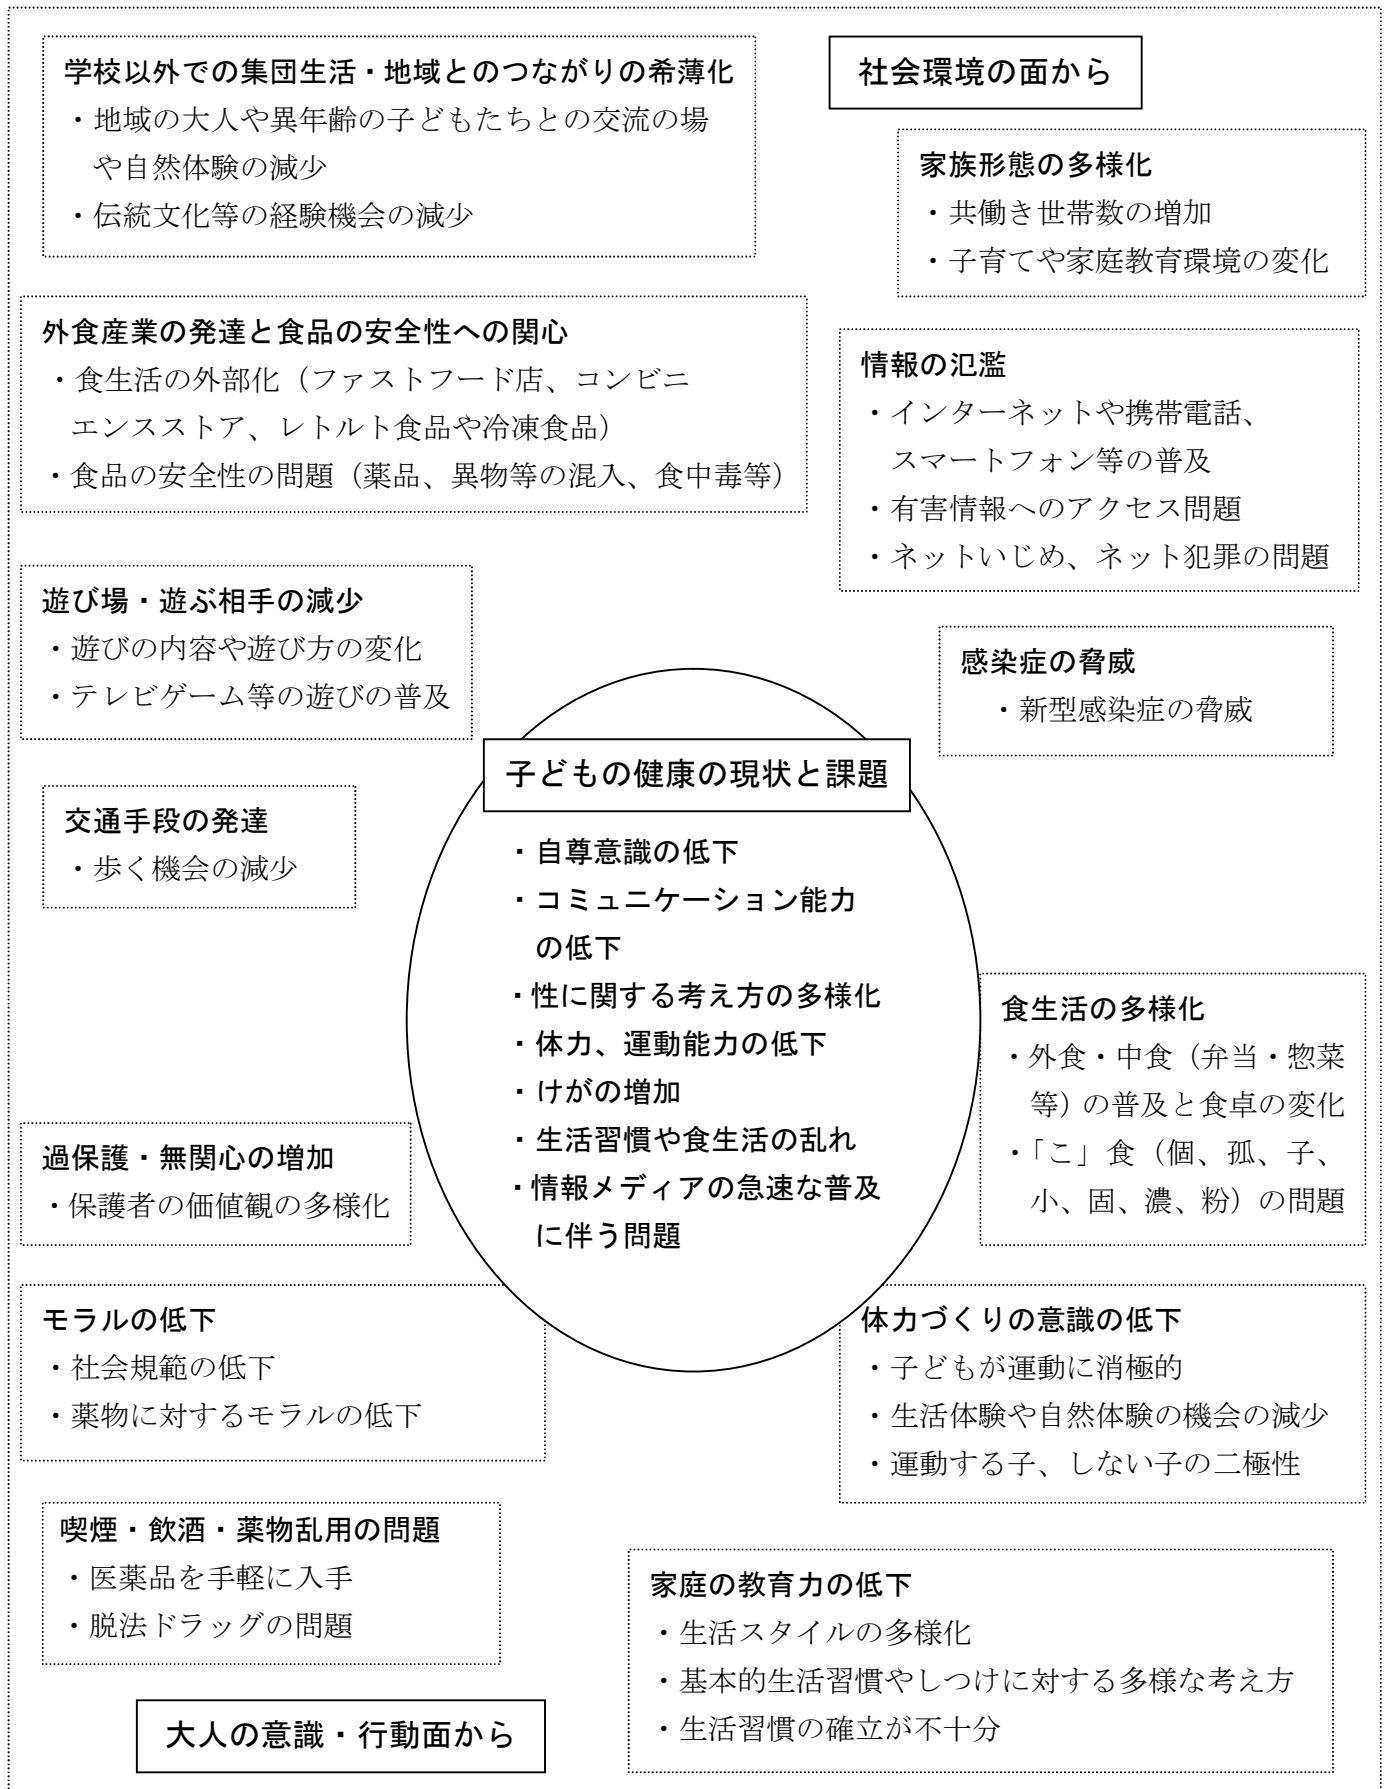 学校以外での集団生活・地域とのつながりの希薄化
・地域の大人や異年齢の子どもたちとの交流の場
や自然体験の減少
・伝統文化等の経験機会の減少
社会環境の面から
家族形態の多様化
・共働き世帯数の増加
・子育てや家庭教育環境の変化
外食産業の発達と食品の安全性への関心
・食生活の外部化（ファストフード店、コンビニ
エンスストア、レトルト食品や冷凍食品）
・食品の安全性の問題（薬品、異物等の混入、食中毒等）
情報の氾濫
・インターネットや携帯電話、
スマートフォン等の普及
・有害情報へのアクセス問題
・ネットいじめ、ネット犯罪の問題
遊び場・遊ぶ相手の減少
・遊びの内容や遊び方の変化
・テレビゲーム等の遊びの普及
感染症の脅威
・新型感染症の脅威
交通手段の発達
・歩く機会の減少
子どもの健康の現状と課題
・自尊意識の低下
・コミュニケーション能力
の低下
・性に関する考え方の多様化
・体力、運動能力の低下
・けがの増加
・生活習慣や食生活の乱れ
・情報メディアの急速な普及
に伴う問題
食生活の多様化
・外食・中食（弁当・惣菜
等）の普及と食卓の変化
・「こ」食（個、孤、子、
小、固、濃、粉）の問題
過保護・無関心の増加
・保護者の価値観の多様化
モラルの低下
・社会規範の低下
・薬物に対するモラルの低下
体力づくりの意識の低下
・子どもが運動に消極的
・生活体験や自然体験の機会の減少
・運動する子、しない子の二極性
喫煙・飲酒・薬物乱用の問題
・医薬品を手軽に入手
・脱法ドラッグの問題
家庭の教育力の低下
・生活スタイルの多様化
・基本的生活習慣やしつけに対する多様な考え方
・生活習慣の確立が不十分
大人の意識・行動面から